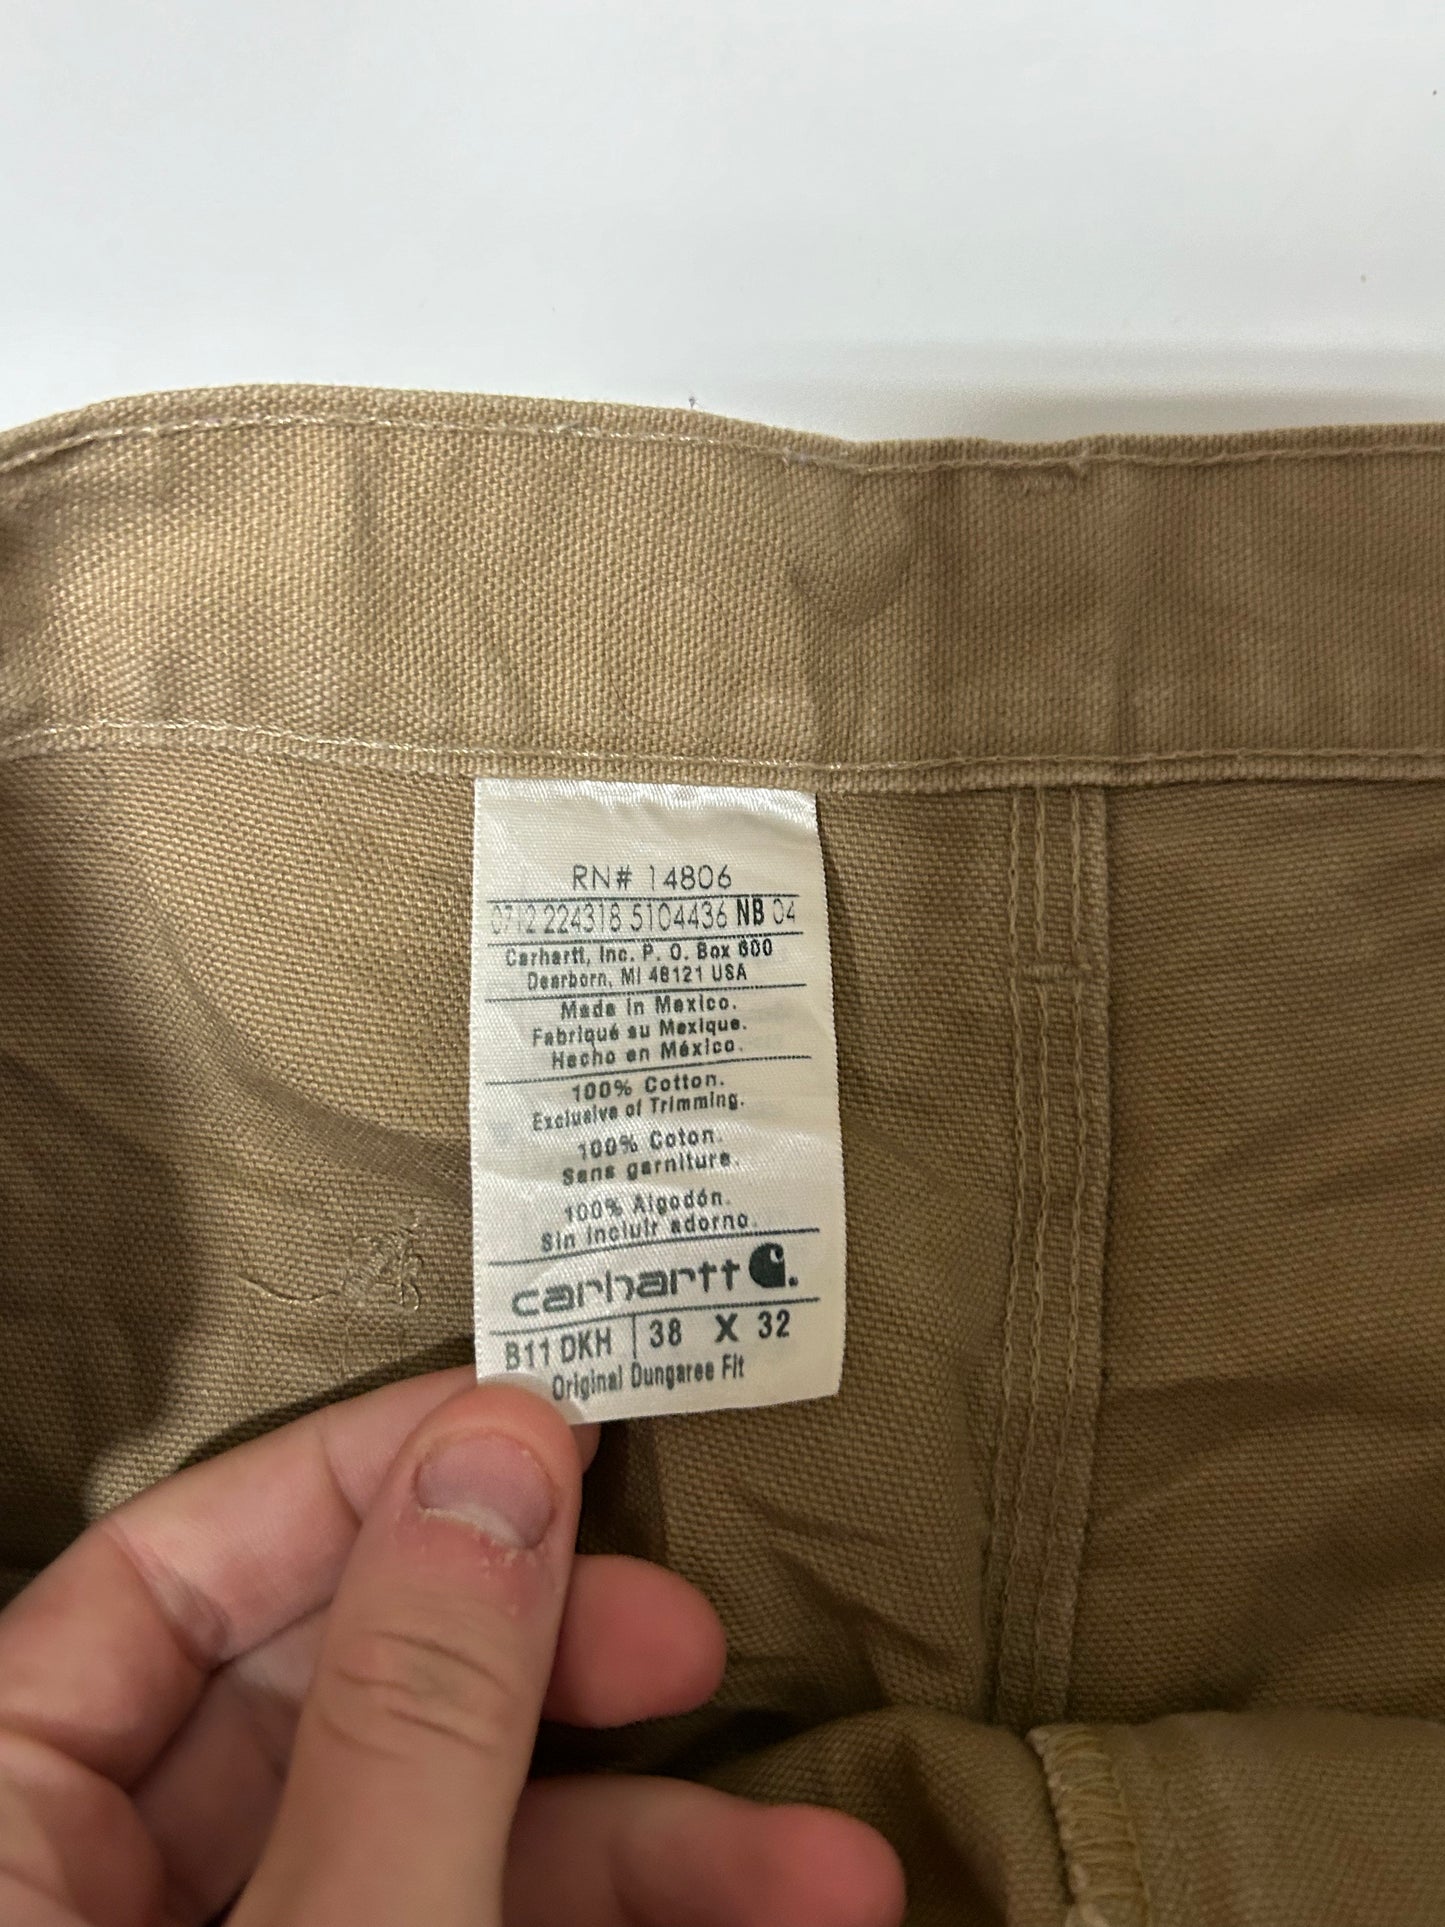 RN# 14806
0712 224318 5104436 NB 04
Carhartt, Inc. P. O. Box 600
Dearborn, MI 48121 USA
Made in Mexico.
Fabriqué au Mexique.
Hecho en México.
100% Cotton.
Exclusive of Trimming.
100% Coton.
Sans garniture.
100% Algodón.
Sin incluir adorno.
carhartt
B11 DKH 38 X 32
Original Dungaree Fit